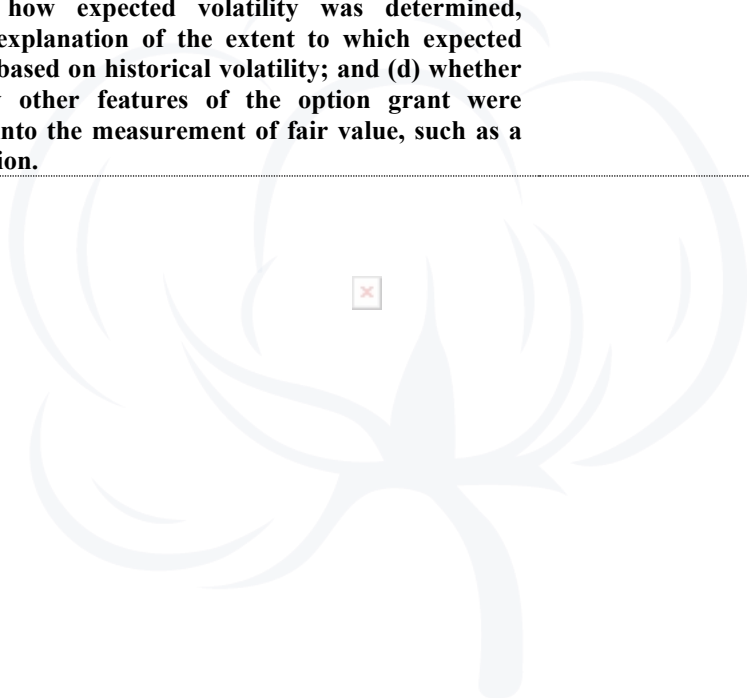 how expected volatility was determined,
explanation of the extent to which expected
based on historical volatility; and (d) whether
other features of the option grant were
nto the measurement of fair value, such as a
ion.